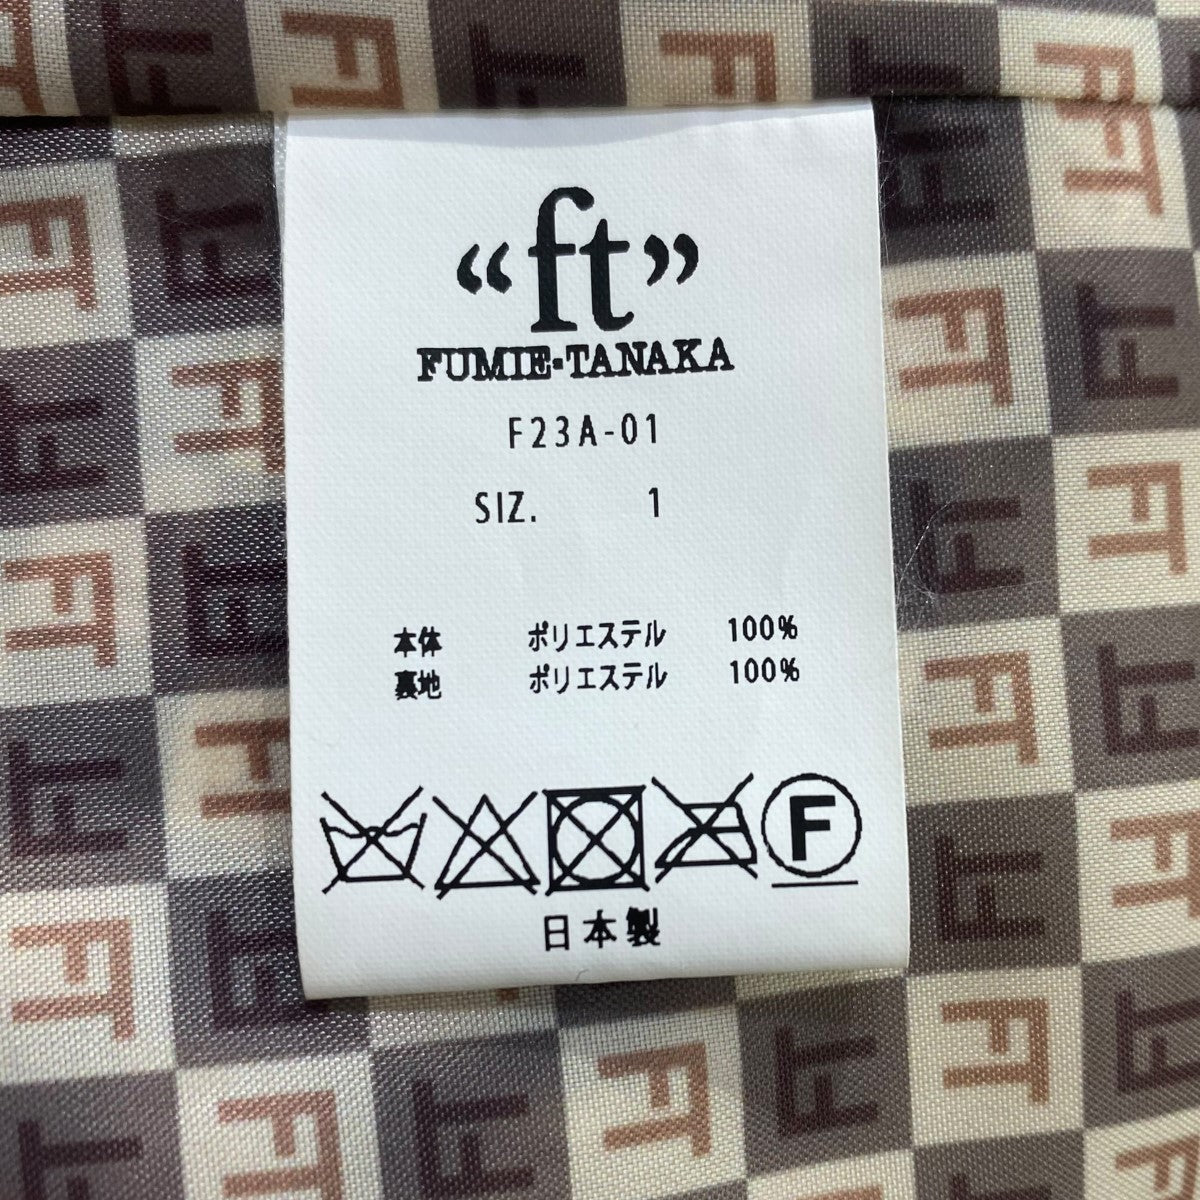 “ft”
FUMIE-TANAKA
F23A-01
SIZ. 1
本体 ポリエステル 100%
裏地 ポリエステル 100%
F
日本製